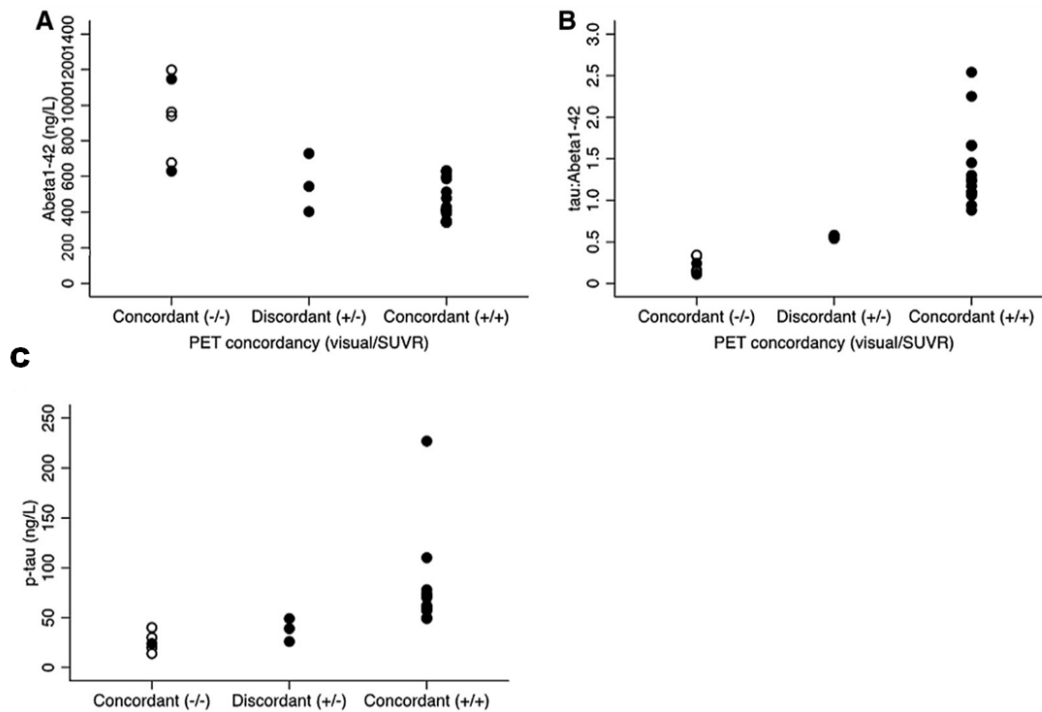 A
Abeta1-42 (ng/L)
0 200 400 600 800 1000 1200 1400
Concordant (-/-) Discordant (+/-) Concordant (+/+)
PET concordancy (visual/SUVR)
B
tau:Abeta1-42
0 0.5 1.0 1.5 2.0 2.5 3.0
Concordant (-/-) Discordant (+/-) Concordant (+/+)
PET concordancy (visual/SUVR)
C
p-tau (ng/L)
0 50 100 150 200 250
Concordant (-/-) Discordant (+/-) Concordant (+/+)